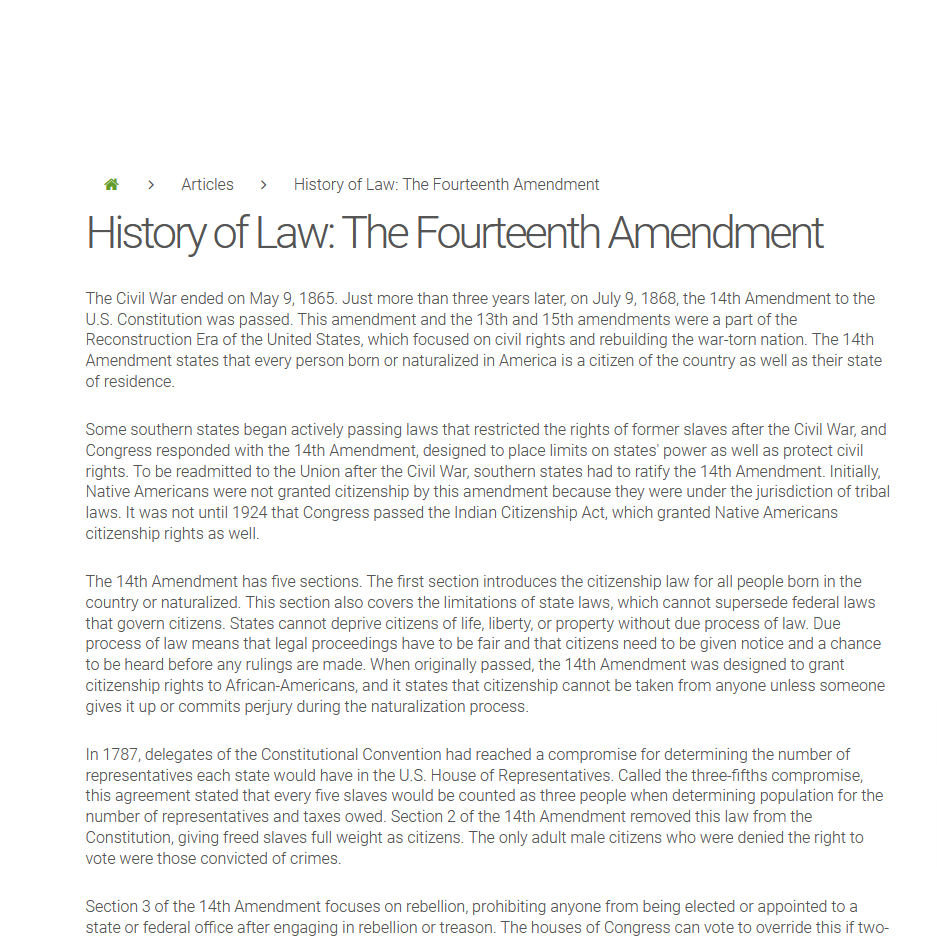 Articles
History of Law: The Fourteenth Amendment
History of Law: The Fourteenth Amendment
The Civil War ended on May 9, 1865. Just more than three years later, on July 9, 1868, the 14th Amendment to the
U.S. Constitution was passed. This amendment and the 13th and 15th amendments were a part of the
Reconstruction Era of the United States, which focused on civil rights and rebuilding the war-torn nation. The 14th
Amendment states that every person born or naturalized in America is a citizen of the country as well as their state
of residence.
Some southern states began actively passing laws that restricted the rights of former slaves after the Civil War, and
Congress responded with the 14th Amendment, designed to place limits on states' power as well as protect civil
rights. To be readmitted to the Union after the Civil War, southern states had to ratify the 14th Amendment. Initially,
Native Americans were not granted citizenship by this amendment because they were under the jurisdiction of tribal
laws. It was not until 1924 that Congress passed the Indian Citizenship Act, which granted Native Americans
citizenship rights as well.
The 14th Amendment has five sections. The first section introduces the citizenship law for all people born in the
country or naturalized. This section also covers the limitations of state laws, which cannot supersede federal laws
that govern citizens. States cannot deprive citizens of life, liberty, or property without due process of law. Due
process of law means that legal proceedings have to be fair and that citizens need to be given notice and a chance
to be heard before any rulings are made. When originally passed, the 14th Amendment was designed to grant
citizenship rights to African-Americans, and it states that citizenship cannot be taken from anyone unless someone
gives it up or commits perjury during the naturalization process.
In 1787, delegates of the Constitutional Convention had reached a compromise for determining the number of
representatives each state would have in the U.S. House of Representatives. Called the three-fifths compromise,
this agreement stated that every five slaves would be counted as three people when determining population for the
number of representatives and taxes owed. Section 2 of the 14th Amendment removed this law from the
Constitution, giving freed slaves full weight as citizens. The only adult male citizens who were denied the right to
vote were those convicted of crimes.
Section 3 of the 14th Amendment focuses on rebellion, prohibiting anyone from being elected or appointed to a
state or federal office after engaging in rebellion or treason. The houses of Congress can vote to override this if two-